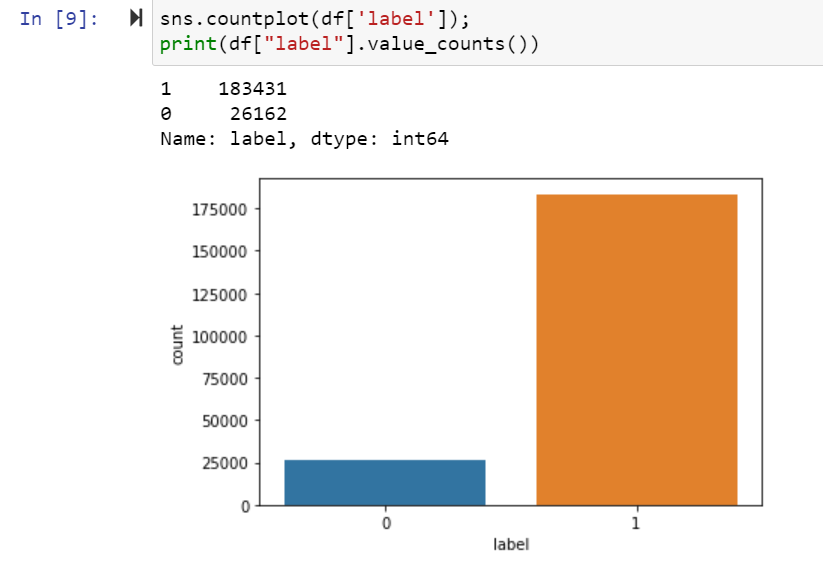 In [9]:
sns.countplot(df['label']);
print(df["label"].value_counts())
1    183431
0     26162
Name: label, dtype: int64
175000
150000
125000
100000
75000
50000
25000
0
count
0 1
label